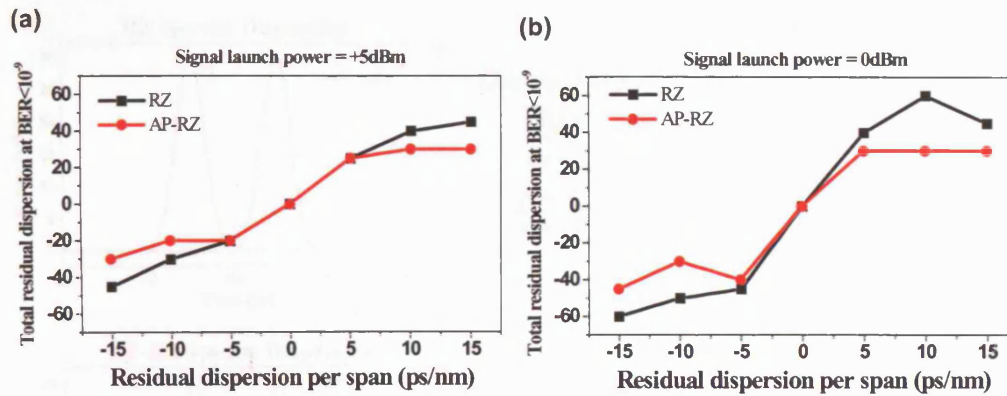 (a)
Signal launch power = +5dBm
Total residual dispersion at BER<10⁻⁹
60
40
20
0
-20
-40
-60
RZ
AP-RZ
-15 -10 -5 0 5 10 15
Residual dispersion per span (ps/nm)
(b)
Signal launch power = 0dBm
Total residual dispersion at BER<10⁻⁹
60
40
20
0
-20
-40
-60
RZ
AP-RZ
-15 -10 -5 0 5 10 15
Residual dispersion per span (ps/nm)